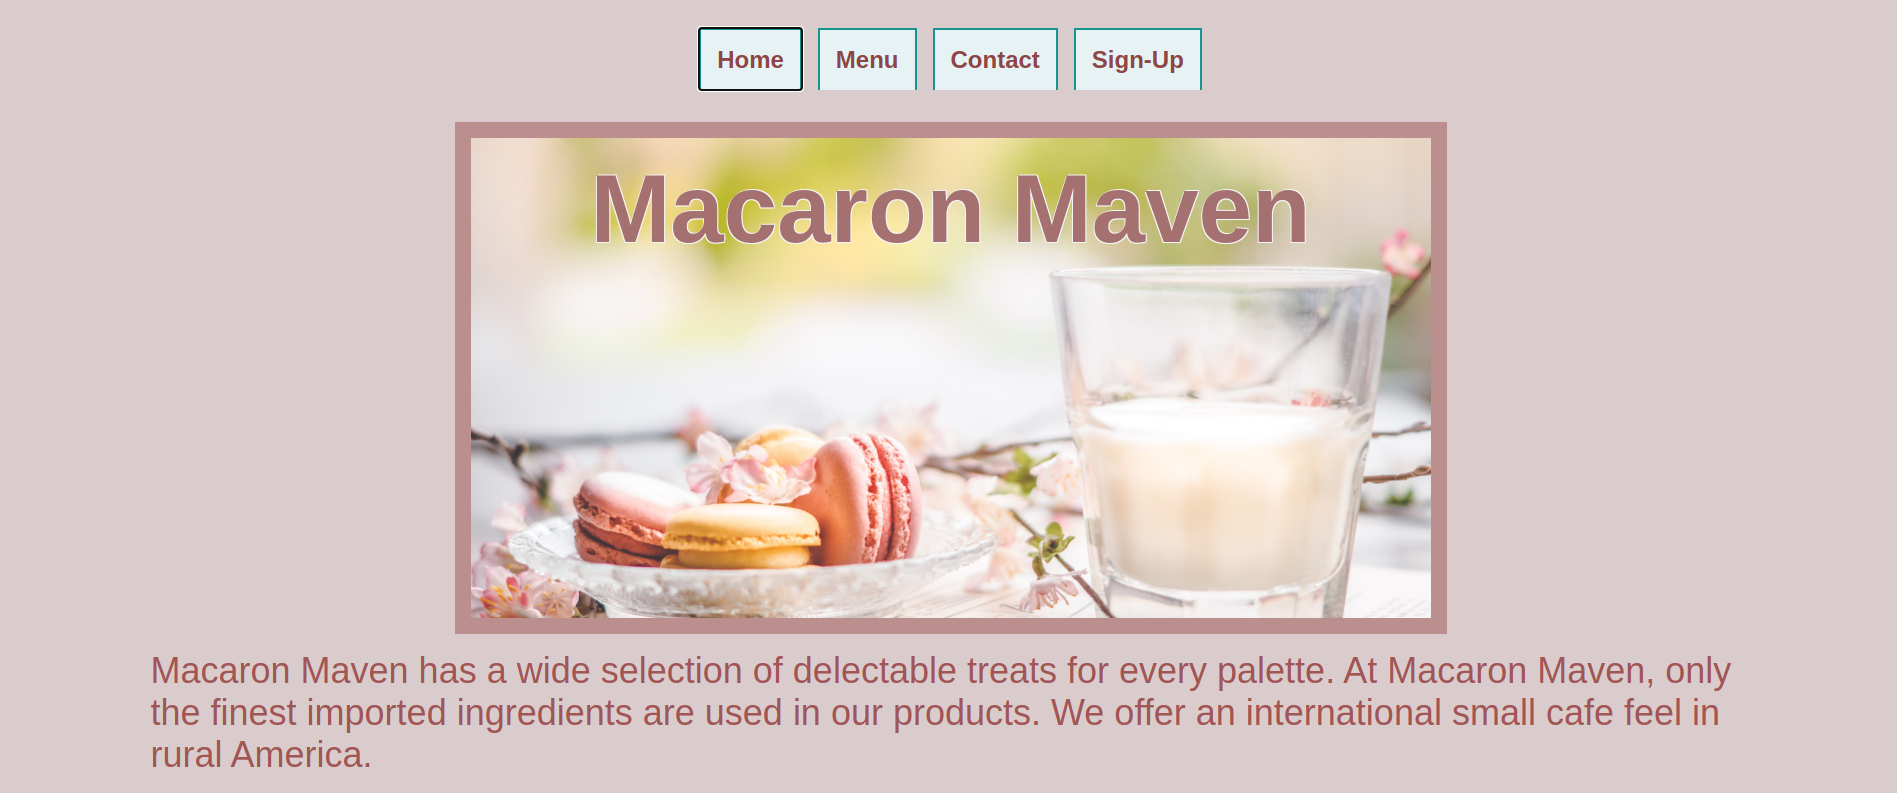 Home Menu Contact Sign-Up
Macaron Maven
Macaron Maven has a wide selection of delectable treats for every palette. At Macaron Maven, only
the finest imported ingredients are used in our products. We offer an international small cafe feel in
rural America.